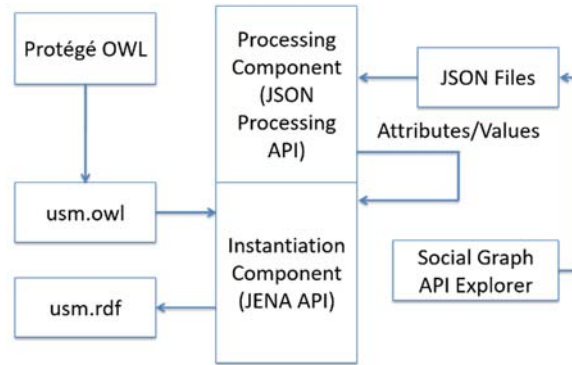 Protégé OWL
usm.owl
usm.rdf
Processing
Component
(JSON
Processing
API)
Instantiation
Component
(JENA API)
JSON Files
Attributes/Values
Social Graph
API Explorer